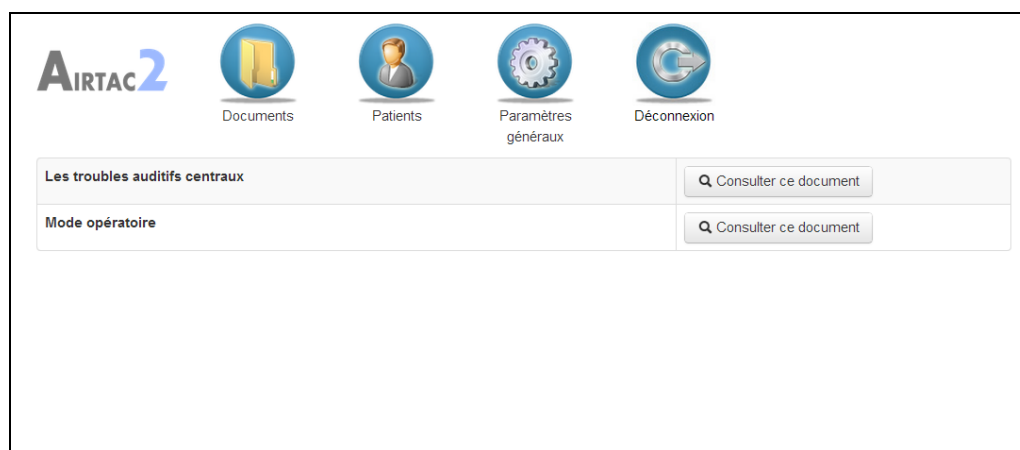 AIRTAC2
Documents
Patients
Paramètres
généraux
Déconnexion
Les troubles auditifs centraux
Consulter ce document
Mode opératoire
Consulter ce document